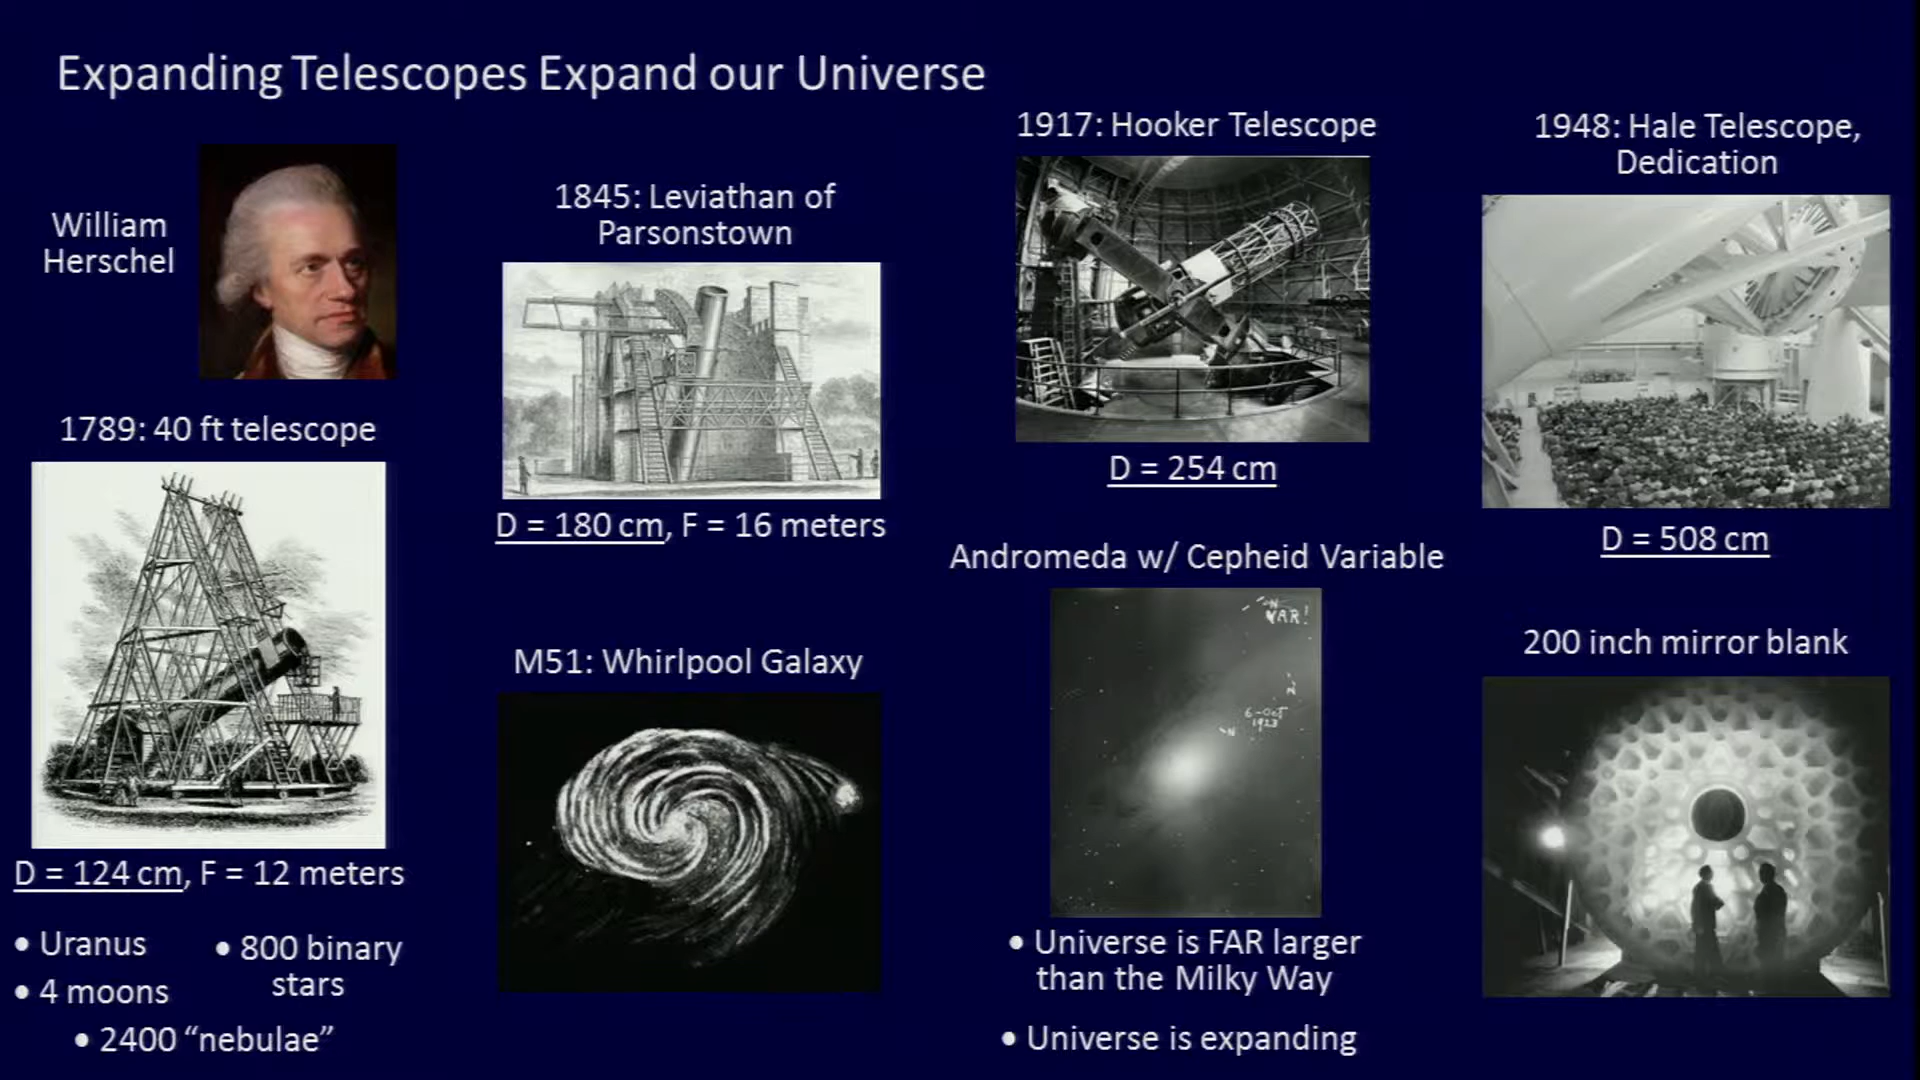 Expanding Telescopes Expand our Universe
William
Herschel
1789: 40 ft telescope
D = 124 cm, F = 12 meters
• Uranus
• 4 moons
• 800 binary
stars
• 2400 “nebulae”
1845: Leviathan of
Parsonstown
D = 180 cm, F = 16 meters
M51: Whirlpool Galaxy
1917: Hooker Telescope
D = 254 cm
Andromeda w/ Cepheid Variable
N
VAR!
N
6-Oct
1923
N
• Universe is FAR larger
than the Milky Way
• Universe is expanding
1948: Hale Telescope,
Dedication
D = 508 cm
200 inch mirror blank